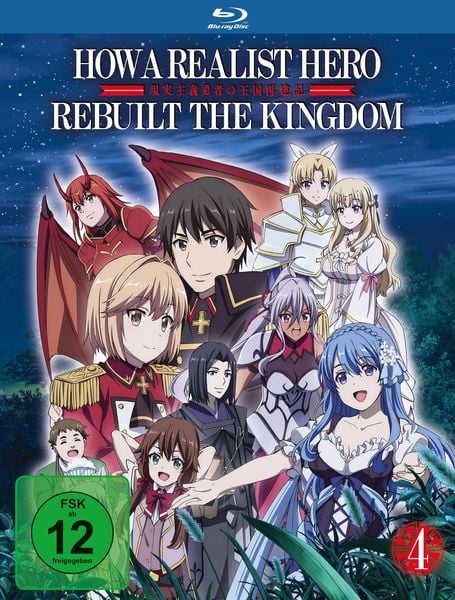 Blu-ray Disc
HOW A REALIST HERO
現実主義勇者の王国再建記
REBUILT THE KINGDOM
FSK
ab
12
freigegeben
4